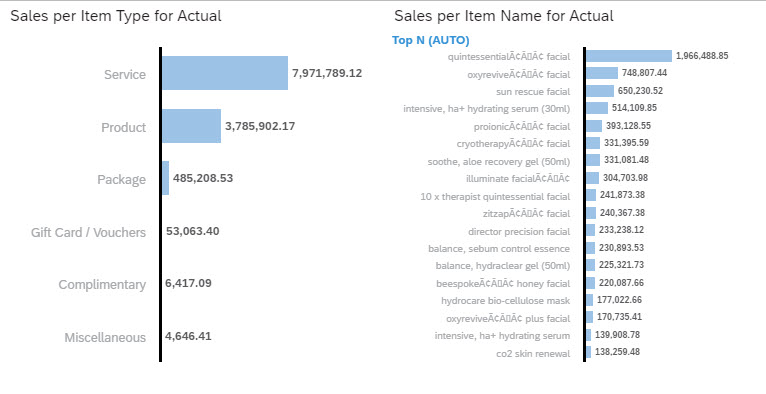 Sales per Item Type for Actual
Service 7,971,789.12
Product 3,785,902.17
Package 485,208.53
Gift Card / Vouchers 53,063.40
Complimentary 6,417.09
Miscellaneous 4,646.41
Sales per Item Name for Actual
Top N (AUTO)
quintessentialÃ¢Â▯Â¢ facial 1,966,488.85
oxyreviveÃ¢Â▯Â¢ facial 748,807.44
sun rescue facial 650,230.52
intensive, ha+ hydrating serum (30ml) 514,109.85
proionicÃ¢Â▯Â¢ facial 393,128.55
cryotherapyÃ¢Â▯Â¢ facial 331,395.59
soothe, aloe recovery gel (50ml) 331,081.48
illuminate facialÃ¢Â▯Â¢ 304,703.98
10 x therapist quintessential facial 241,873.38
zitzapÃ¢Â▯Â¢ facial 240,367.38
director precision facial 233,238.12
balance, sebum control essence 230,893.53
balance, hydraclear gel (50ml) 225,321.73
beespokeÃ¢Â▯Â¢ honey facial 220,087.66
hydrocare bio-cellulose mask 177,022.66
oxyreviveÃ¢Â▯Â¢ plus facial 170,735.41
intensive, ha+ hydrating serum 139,908.78
co2 skin renewal 138,259.48